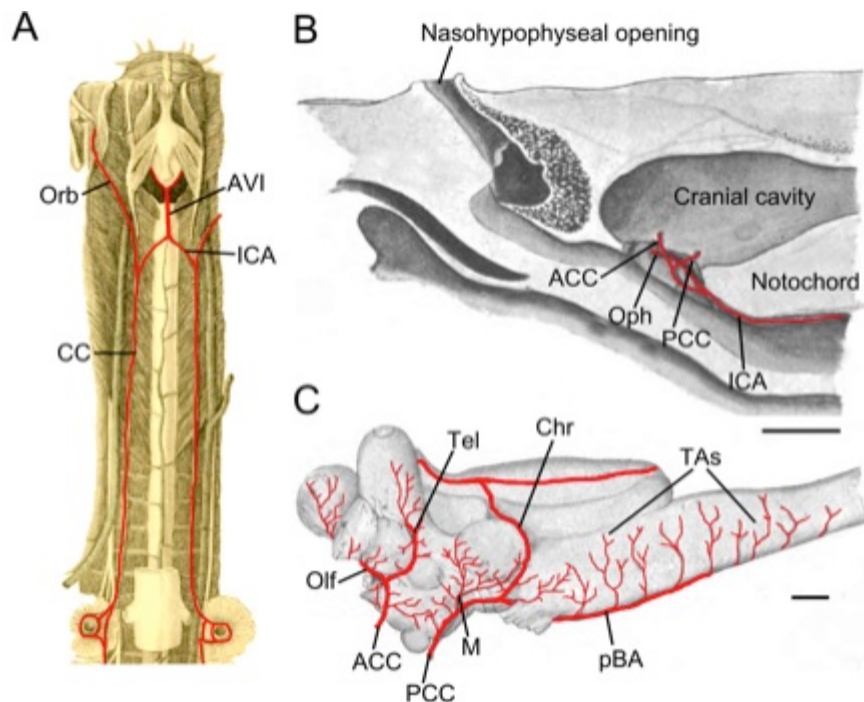 A
Orb
AVI
ICA
CC
B
Nasohypophyseal opening
Cranial cavity
ACC
Notochord
Oph
PCC
ICA
C
Tel
Chr
TAs
Olf
M
ACC
pBA
PCC